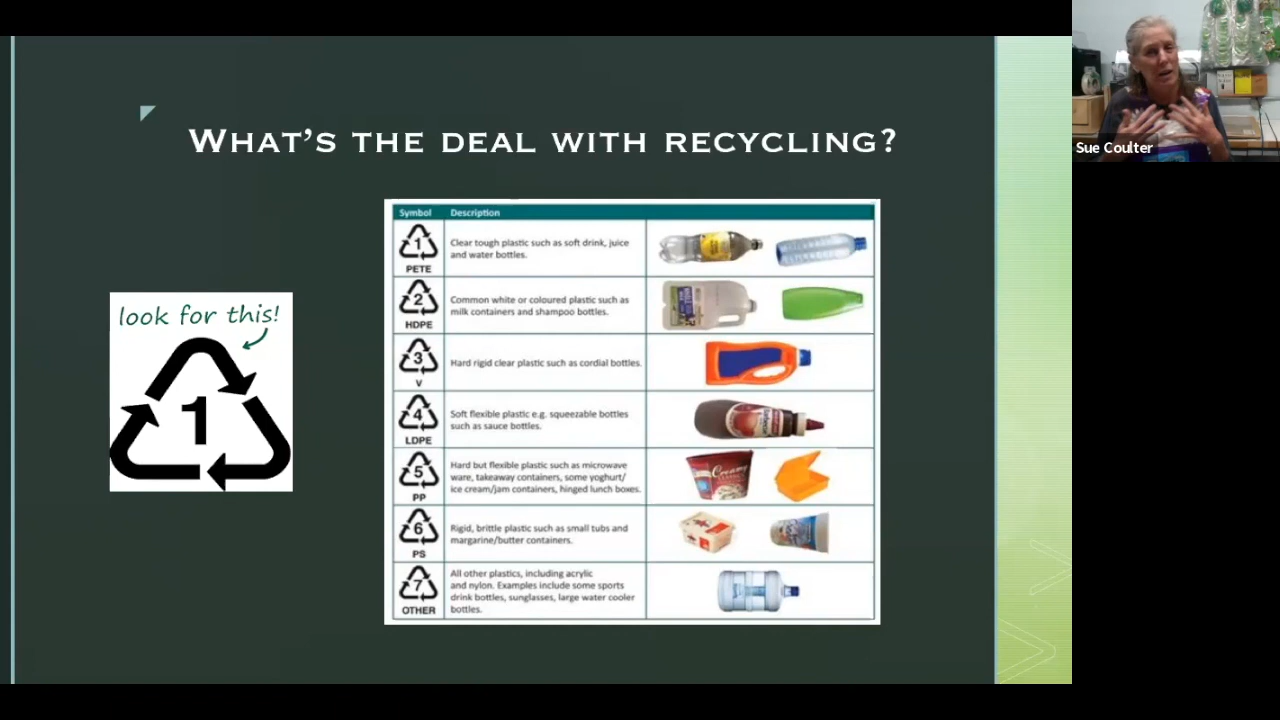 WHAT'S THE DEAL WITH RECYCLING?
Sue Coulter
look for this!
1
Symbol Description
1
PETE
Clear tough plastic such as soft drink, juice
and water bottles.
2
HDPE
Common white or coloured plastic such as
milk containers and shampoo bottles.
3
V
Hard rigid clear plastic such as cordial bottles.
4
LDPE
Soft flexible plastic e.g. squeezable bottles
such as sauce bottles.
5
PP
Hard but flexible plastic such as microwave
ware, takeaway containers, some yoghurt/
ice cream/jam containers, hinged lunch boxes.
Creamy
6
PS
Rigid, brittle plastic such as small tubs and
margarine/butter containers.
7
OTHER
All other plastics, including acrylic
and nylon. Examples include some sports
drink bottles, sunglasses, large water cooler
bottles.